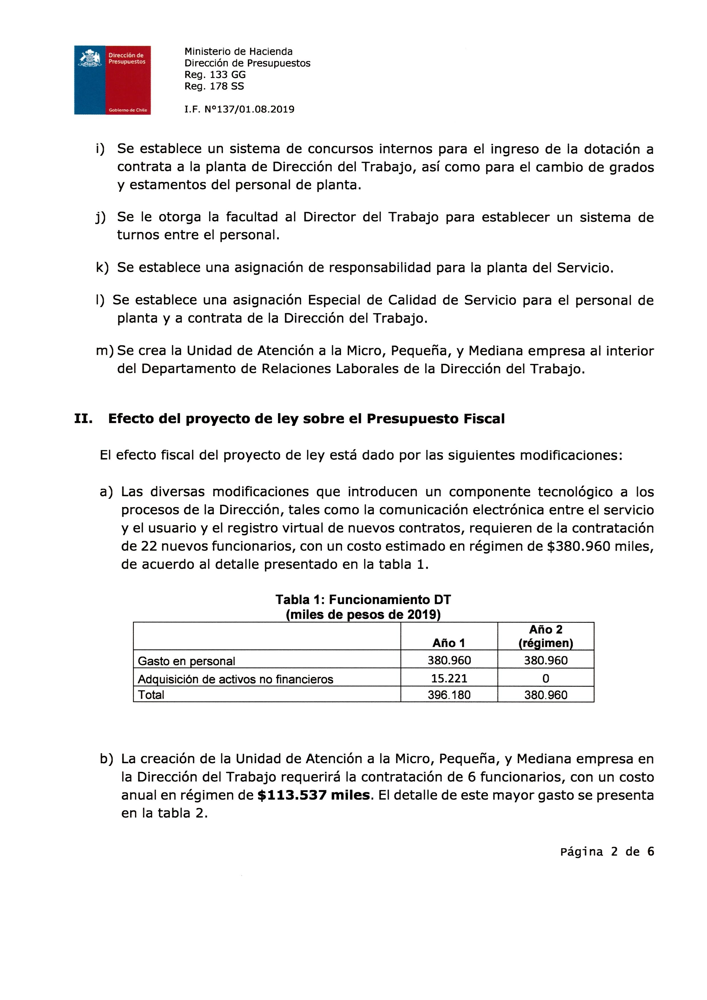 Dirección de
Presupuestos
Gobierno de Chile
Ministerio de Hacienda
Dirección de Presupuestos
Reg. 133 GG
Reg. 178 SS
I.F. N°137/01.08.2019
i) Se establece un sistema de concursos internos para el ingreso de la dotación a
contrata a la planta de Dirección del Trabajo, así como para el cambio de grados
y estamentos del personal de planta.
j) Se le otorga la facultad al Director del Trabajo para establecer un sistema de
turnos entre el personal.
k) Se establece una asignación de responsabilidad para la planta del Servicio.
l) Se establece una asignación Especial de Calidad de Servicio para el personal de
planta y a contrata de la Dirección del Trabajo.
m) Se crea la Unidad de Atención a la Micro, Pequeña, y Mediana empresa al interior
del Departamento de Relaciones Laborales de la Dirección del Trabajo.
II. Efecto del proyecto de ley sobre el Presupuesto Fiscal
El efecto fiscal del proyecto de ley está dado por las siguientes modificaciones:
a) Las diversas modificaciones que introducen un componente tecnológico a los
procesos de la Dirección, tales como la comunicación electrónica entre el servicio
y el usuario y el registro virtual de nuevos contratos, requieren de la contratación
de 22 nuevos funcionarios, con un costo estimado en régimen de $380.960 miles,
de acuerdo al detalle presentado en la tabla 1.
Tabla 1: Funcionamiento DT
(miles de pesos de 2019)
Año 1 Año 2 (régimen)
Gasto en personal 380.960 380.960
Adquisición de activos no financieros 15.221 0
Total 396.180 380.960
b) La creación de la Unidad de Atención a la Micro, Pequeña, y Mediana empresa en
la Dirección del Trabajo requerirá la contratación de 6 funcionarios, con un costo
anual en régimen de $113.537 miles. El detalle de este mayor gasto se presenta
en la tabla 2.
Página 2 de 6